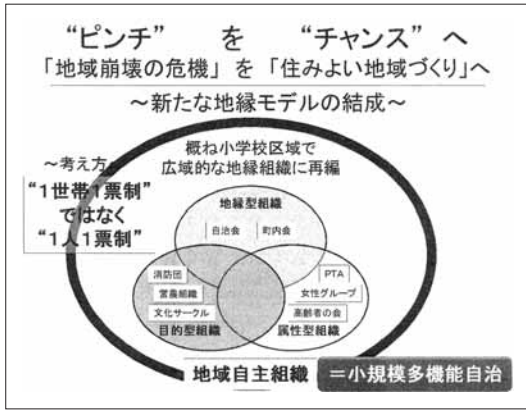 “ピンチ” を “チャンス” へ
「地域崩壊の危機」を「住みよい地域づくり」へ
～新たな地縁モデルの結成～
概ね小学校区域で
広域的な地縁組織に再編
～考え方～
“1世帯1票制”
ではなく
“1人1票制”
地縁型組織
自治会 町内会
消防団
営農組織
文化サークル
目的型組織
PTA
女性グループ
高齢者の会
属性型組織
地域自主組織 ＝小規模多機能自治